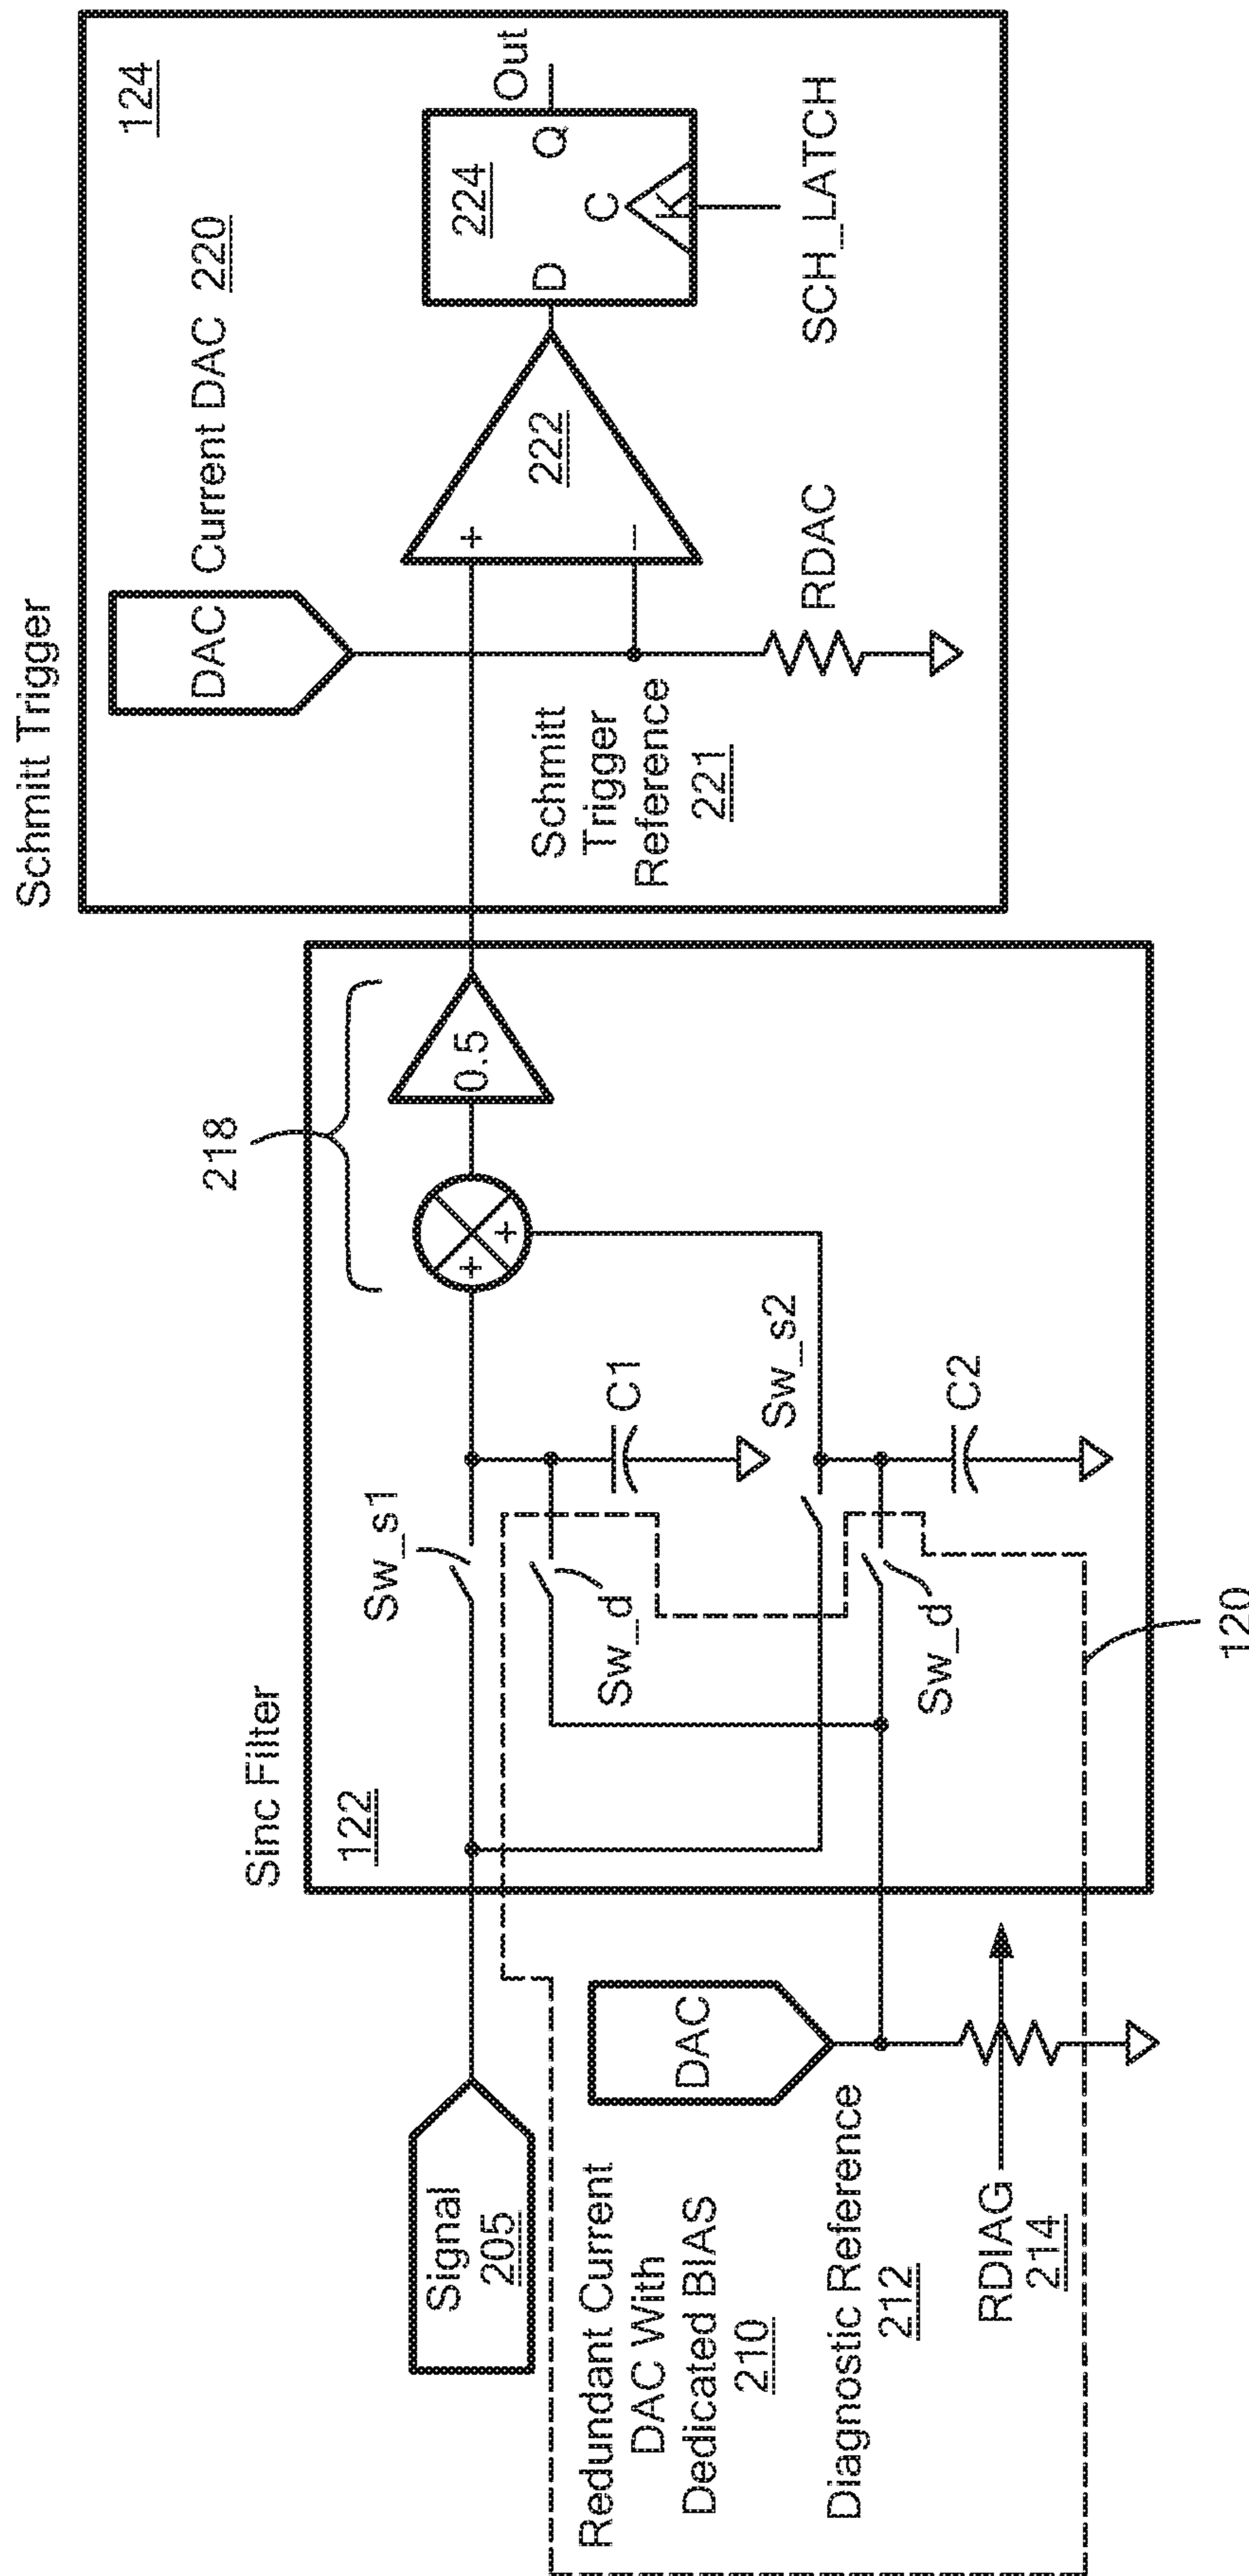 Schmitt Trigger
124
DAC
Current DAC 220
222
+
−
224
D
Q
C
K
Out
SCH_LATCH
Schmitt
Trigger
Reference
221
RDAC
Sinc Filter
122
218
0.5
+
+
Sw_s1
Sw_d
C1
Sw_s2
Sw_d
C2
120
Signal
205
Redundant Current
DAC With
Dedicated BIAS
210
DAC
Diagnostic Reference
212
RDIAG
214